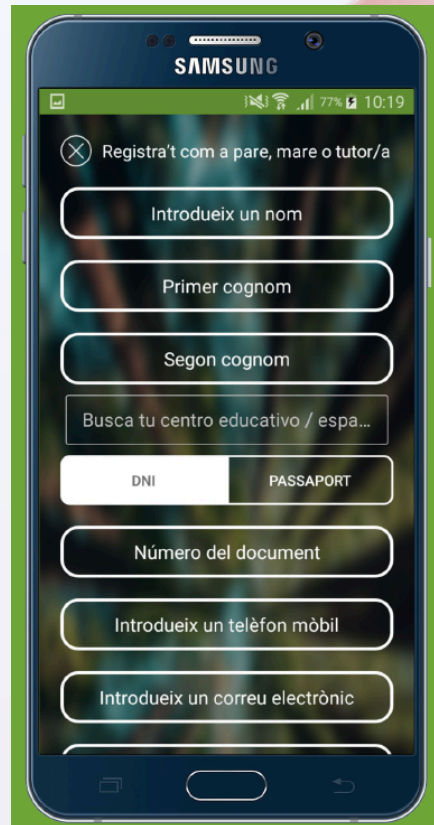 SAMSUNG
77% 10:19
Registra't com a pare, mare o tutor/a
Introdueix un nom
Primer cognom
Segon cognom
Busca tu centro educativo / espa...
DNI PASSAPORT
Número del document
Introdueix un telèfon mòbil
Introdueix un correu electrònic